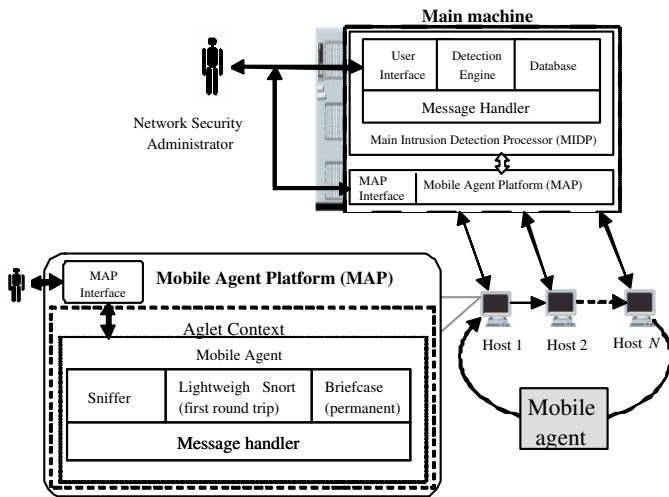 Main machine
User
Interface
Detection
Engine
Database
Message Handler
Main Intrusion Detection Processor (MIDP)
Network Security
Administrator
MAP
Interface
Mobile Agent Platform (MAP)
MAP
Interface
Mobile Agent Platform (MAP)
Aglet Context
Mobile Agent
Sniffer
Lightweigh Snort
(first round trip)
Briefcase
(permanent)
Message handler
Host 1
Host 2
Host N
Mobile
agent